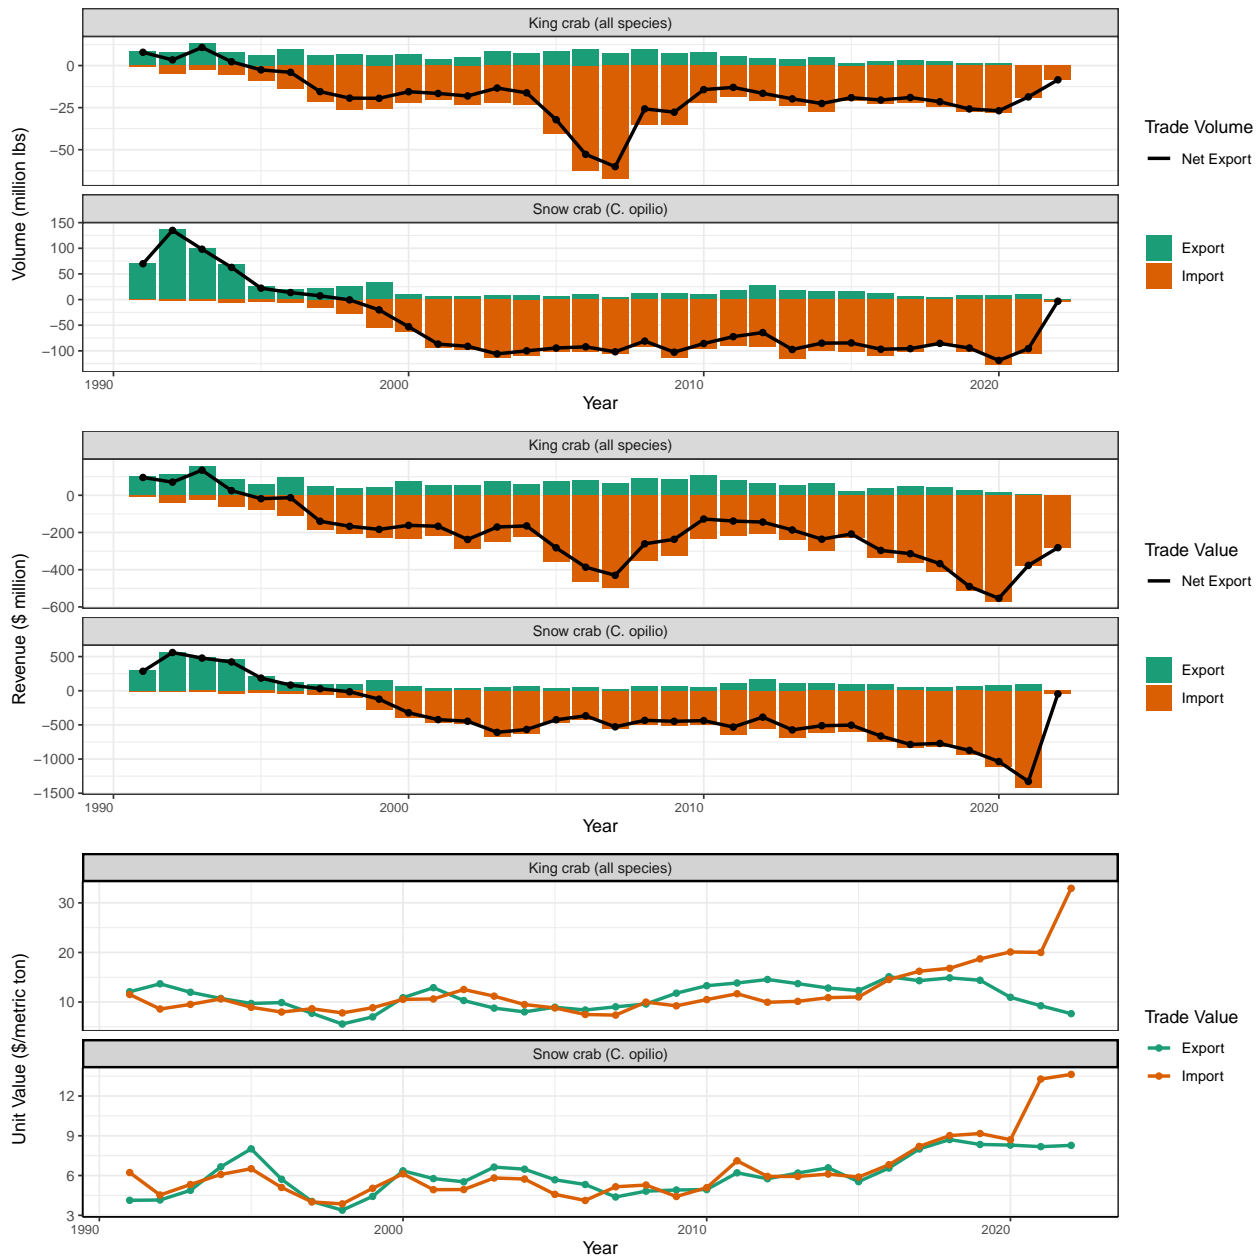 King crab (all species)
0
−25
−50
Snow crab (C. opilio)
150
100
50
0
−50
−100
1990
2000
2010
2020
Year
Volume (million lbs)
Trade Volume
Net Export
Export
Import
King crab (all species)
0
−200
−400
−600
Snow crab (C. opilio)
500
0
−500
−1000
−1500
1990
2000
2010
2020
Year
Revenue ($ million)
Trade Value
Net Export
Export
Import
King crab (all species)
30
20
10
Snow crab (C. opilio)
12
9
6
3
1990
2000
2010
2020
Year
Unit Value ($/metric ton)
Trade Value
Export
Import